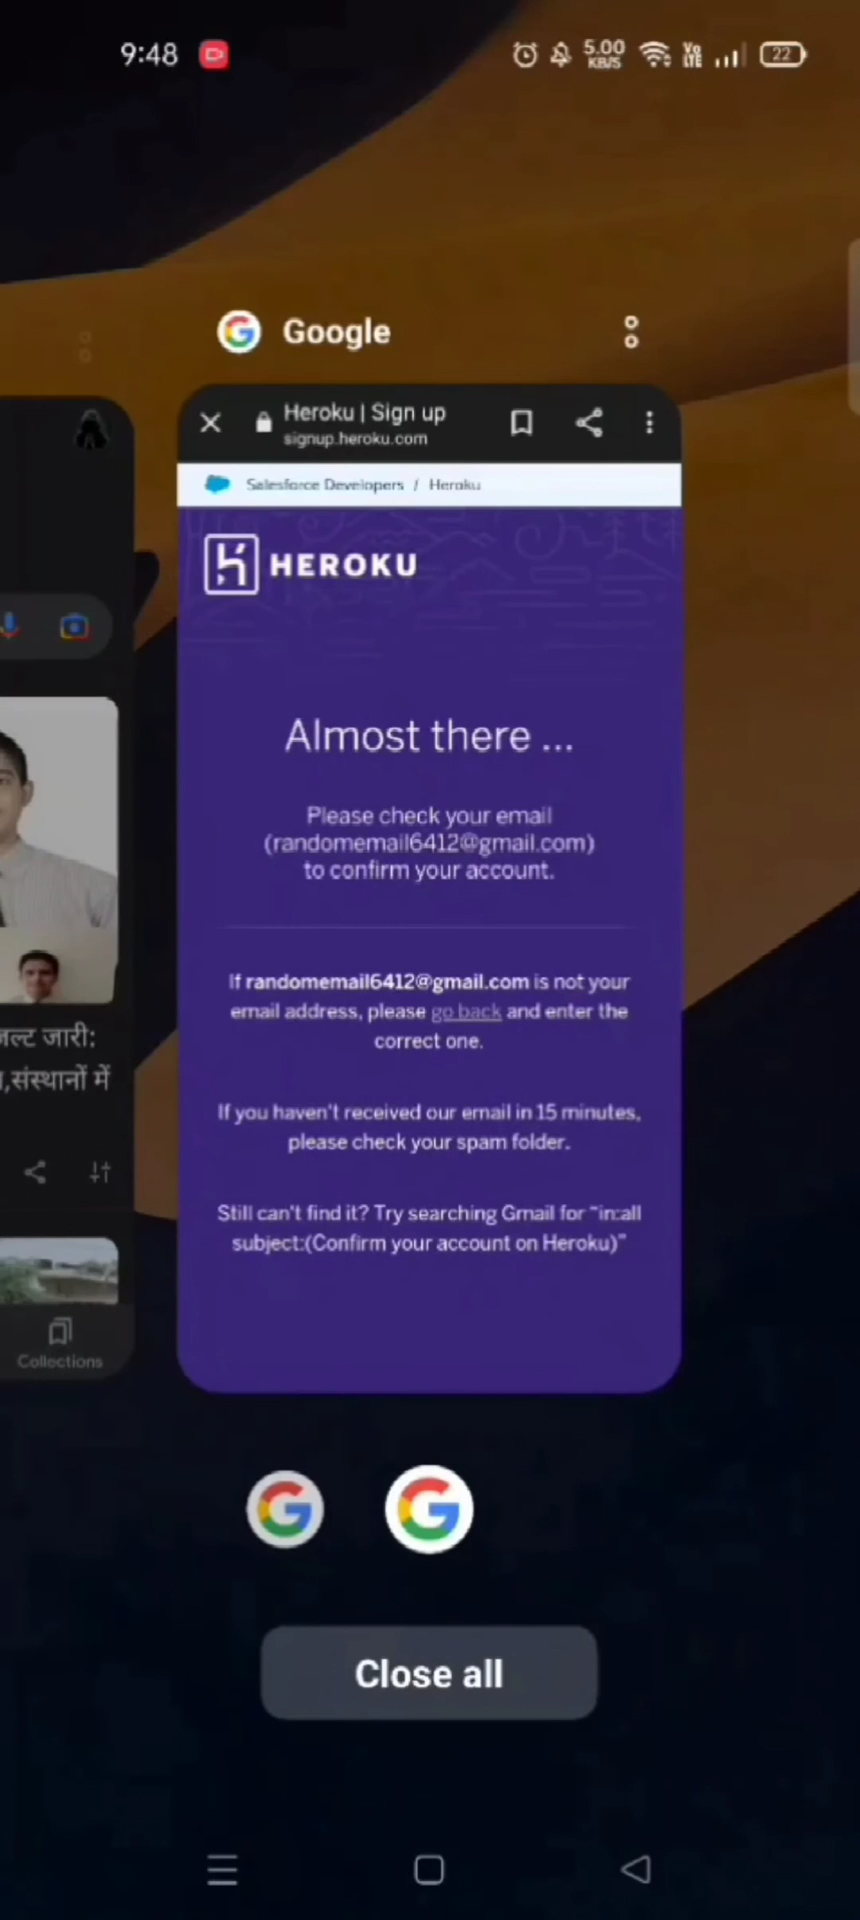 9:48
5.00
KB/S
Vo
LTE
22
Google
Heroku | Sign up
signup.heroku.com
Salesforce Developers / Heroku
HEROKU
Almost there ...
Please check your email
(randomemail6412@gmail.com)
to confirm your account.
If randomemail6412@gmail.com is not your
email address, please go back and enter the
correct one.
If you haven't received our email in 15 minutes,
please check your spam folder.
Still can't find it? Try searching Gmail for "in:all
subject:(Confirm your account on Heroku)"
जारी:
संस्थानों में
Collections
Close all